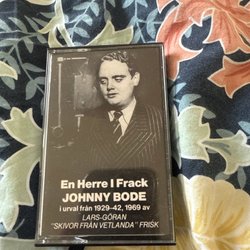 En Herre I Frack
JOHNNY BODE
i urval från 1929-42, 1969 av
LARS-GÖRAN
"SKIVOR FRÅN VETLANDA" FRISK